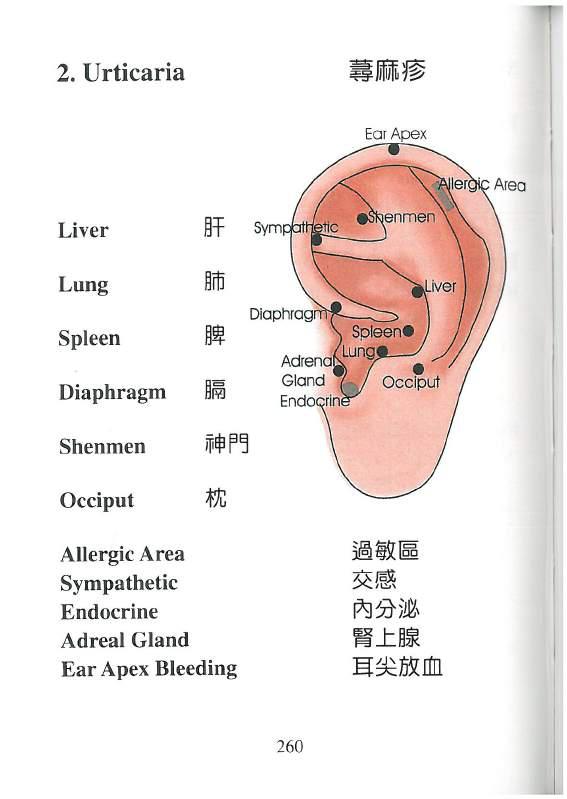 2. Urticaria 蕁麻疹
Ear Apex
Allergic Area
Shenmen
Sympathetic
Liver
Diaphragm
Spleen
Lung
Adrenal
Gland
Occiput
Endocrine
Liver 肝
Lung 肺
Spleen 脾
Diaphragm 膈
Shenmen 神門
Occiput 枕
Allergic Area 過敏區
Sympathetic 交感
Endocrine 內分泌
Adreal Gland 腎上腺
Ear Apex Bleeding 耳尖放血
260